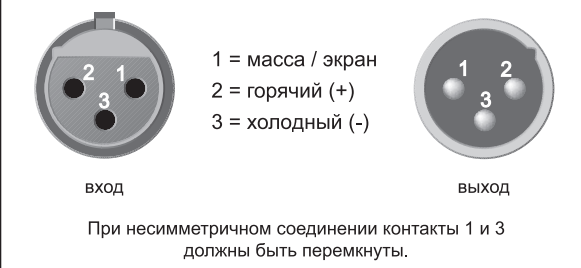 2 1
3
1 = масса / экран
2 = горячий (+)
3 = холодный (-)
1 2
3
вход
выход
При несимметричном соединении контакты 1 и 3
должны быть перемкнуты.